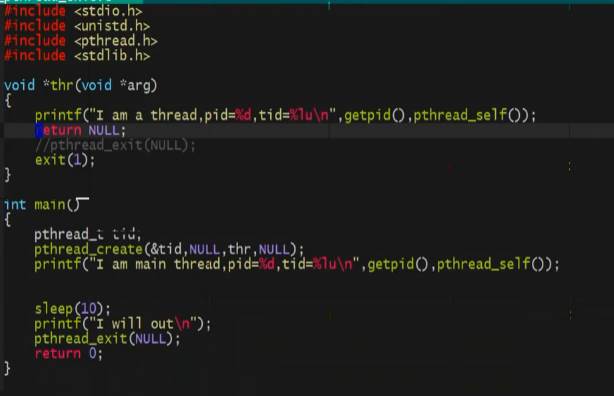 #include <stdio.h>
#include <unistd.h>
#include <pthread.h>
#include <stdlib.h>
void *thr(void *arg)
{
printf("I am a thread,pid=%d,tid=%lu\n",getpid(),pthread_self());
return NULL;
//pthread_exit(NULL);
exit(1);
}
int main()
{
pthread_t tid;
pthread_create(&tid,NULL,thr,NULL);
printf("I am main thread,pid=%d,tid=%lu\n",getpid(),pthread_self());
sleep(10);
printf("I will out\n");
pthread_exit(NULL);
return 0;
}